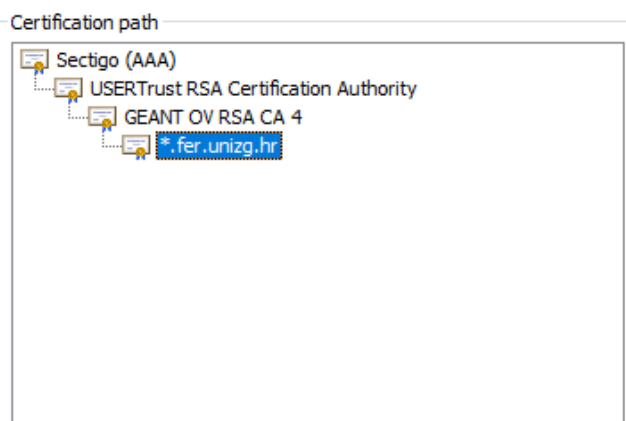 Certification path
Sectigo (AAA)
USERTrust RSA Certification Authority
GEANT OV RSA CA 4
*.fer.unizg.hr